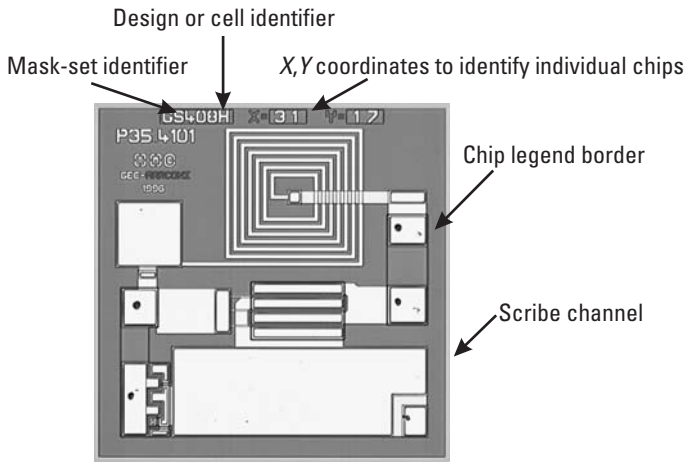 Design or cell identifier
Mask-set identifier
X,Y coordinates to identify individual chips
GS408H X=31 Y=17
P35.4101
GEC-MARCONI
1996
Chip legend border
Scribe channel